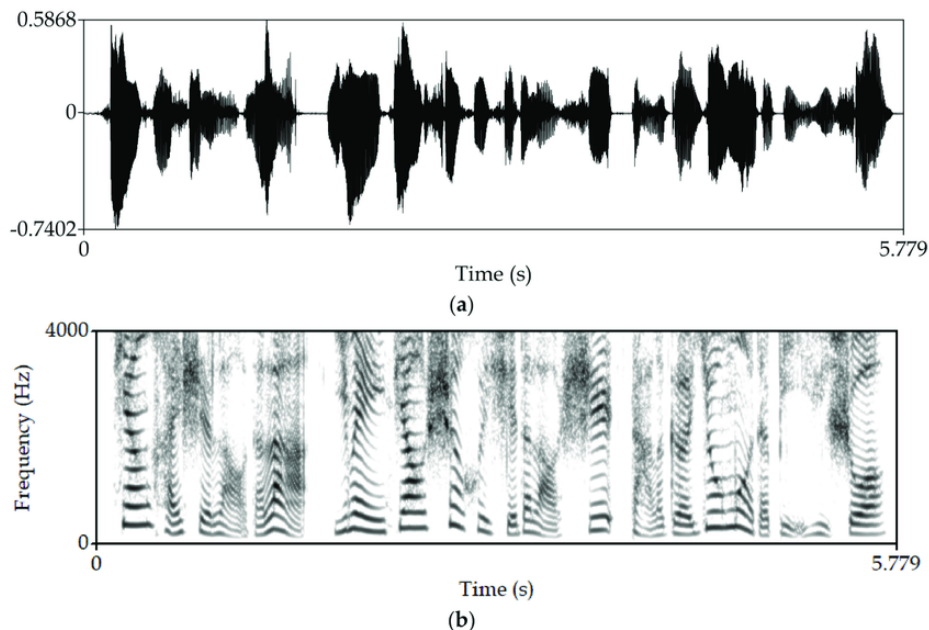 0.5868
0
-0.7402
0 5.779
Time (s)
(a)
4000
Frequency (Hz)
0
0 5.779
Time (s)
(b)